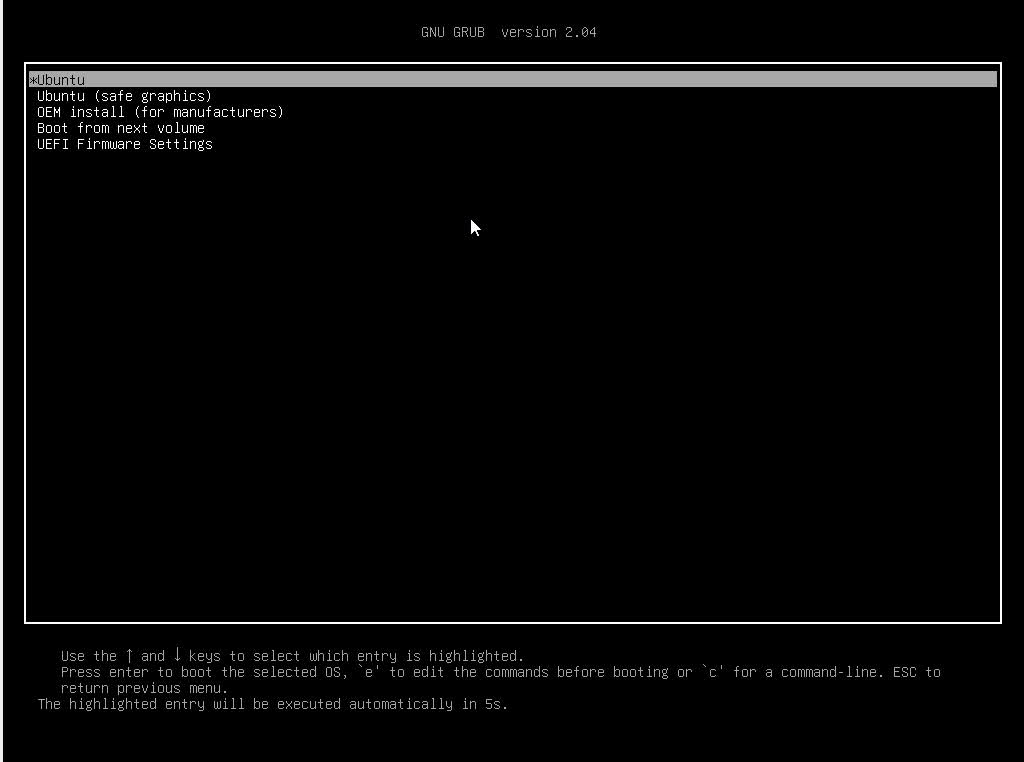 GNU GRUB  version 2.04
*Ubuntu
Ubuntu (safe graphics)
OEM install (for manufacturers)
Boot from next volume
UEFI Firmware Settings
Use the ↑ and ↓ keys to select which entry is highlighted.
Press enter to boot the selected OS, `e' to edit the commands before booting or `c' for a command-line. ESC to
return previous menu.
The highlighted entry will be executed automatically in 5s.